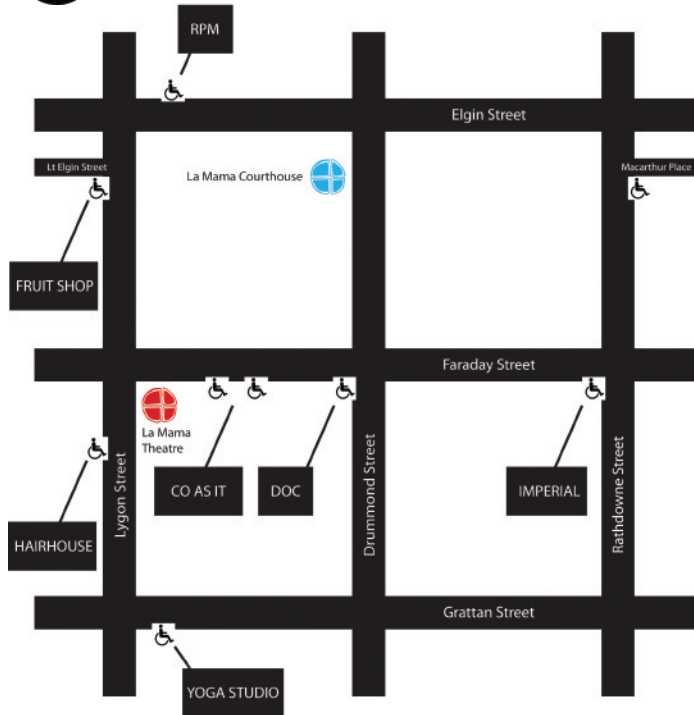 RPM
Elgin Street
Lt Elgin Street
La Mama Courthouse
Macarthur Place
FRUIT SHOP
Faraday Street
La Mama
Theatre
CO AS IT
DOC
IMPERIAL
HAIRHOUSE
Lygon Street
Drummond Street
Rathdowne Street
Grattan Street
YOGA STUDIO